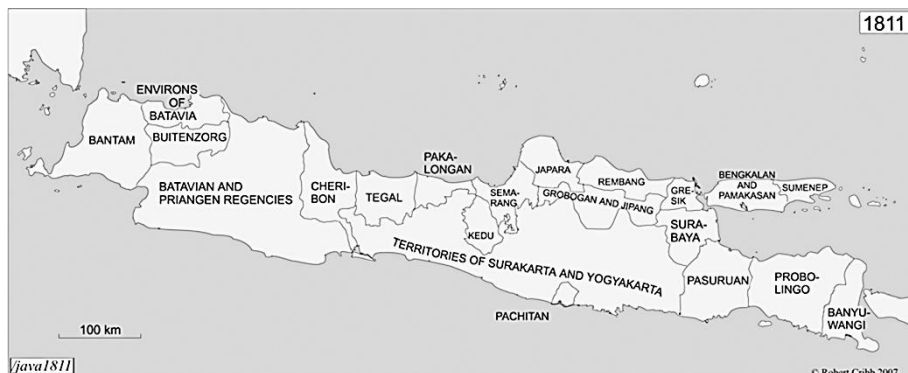 1811
ENVIRONS
OF
BATAVIA
BANTAM
BUITENZORG
BATAVIAN AND
PRIANGEN REGENCIES
CHERI-
BON
TEGAL
PAKA-
LONGAN
SEMA-
RANG
KEDU
JAPARA
GROBOGAN AND JIPANG
REMBANG
GRE-
SIK
SURA-
BAYA
BENGKALAN
AND
PAMAKASAN
SUMENEP
TERRITORIES OF SURAKARTA AND YOGYAKARTA
PACHITAN
PASURUAN
PROBO-
LINGO
BANYU-
WANGI
100 km
/java1811]
© Robert Cribb 2007